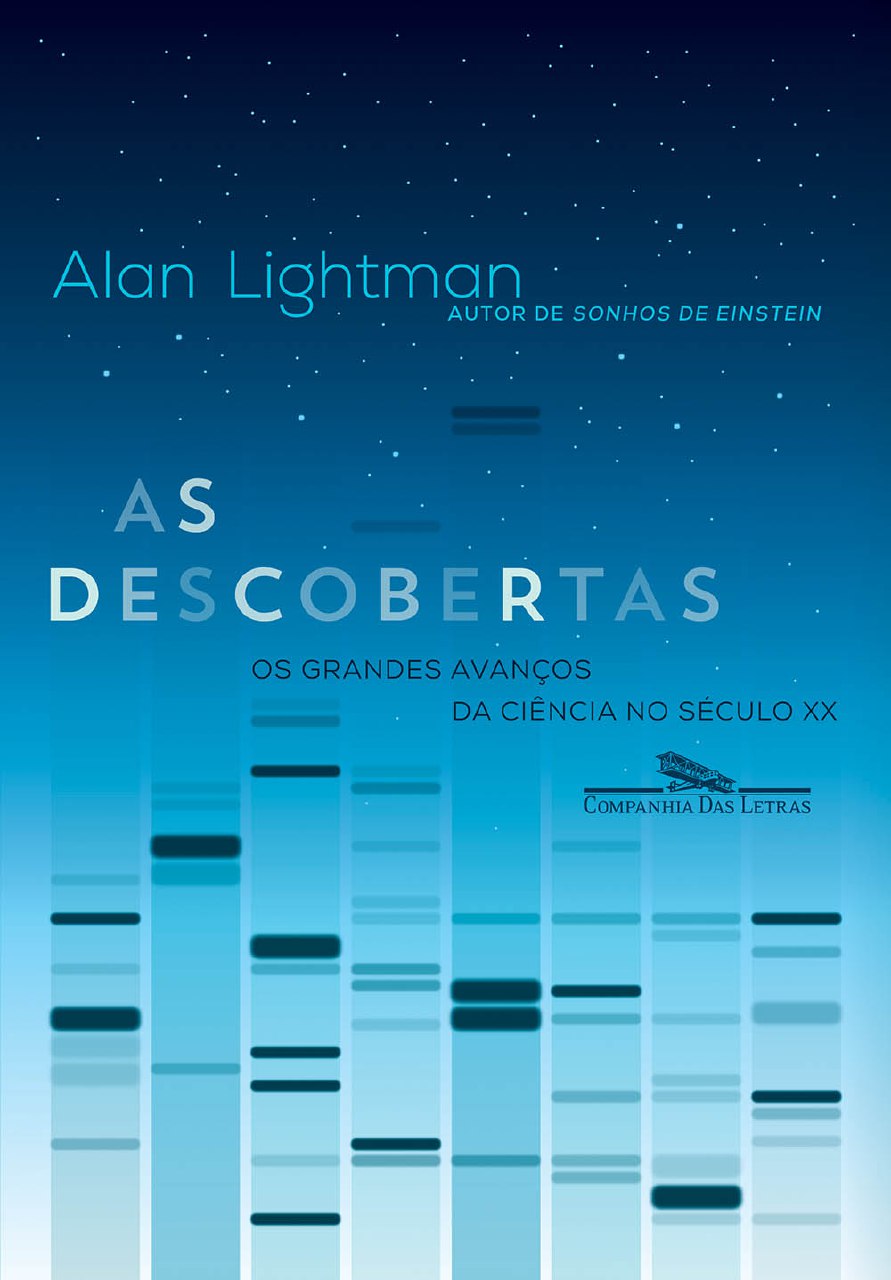 Alan Lightman
AUTOR DE SONHOS DE EINSTEIN
AS
DESCOBERTAS
OS GRANDES AVANÇOS
DA CIÊNCIA NO SÉCULO XX
COMPANHIA DAS LETRAS